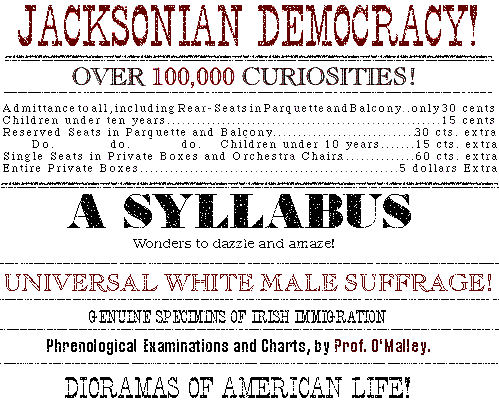 JACKSONIAN DEMOCRACY!
OVER 100,000 CURIOSITIES!
Admittance to all, including Rear-Seats in Parquette and Balcony..only 30 cents
Children under ten years.................................................15 cents
Reserved Seats in Parquette and Balcony..........................30 cts. extra
Do. do. do. Children under 10 years.......15 cts. extra
Single Seats in Private Boxes and Orchestra Chairs.............60 cts. extra
Entire Private Boxes..............................................5 dollars Extra
A SYLLABUS
Wonders to dazzle and amaze!
UNIVERSAL WHITE MALE SUFFRAGE!
GENUINE SPECIMINS OF IRISH IMMIGRATION
Phrenological Examinations and Charts, by Prof. O'Malley.
DIORAMAS OF AMERICAN LIFE!